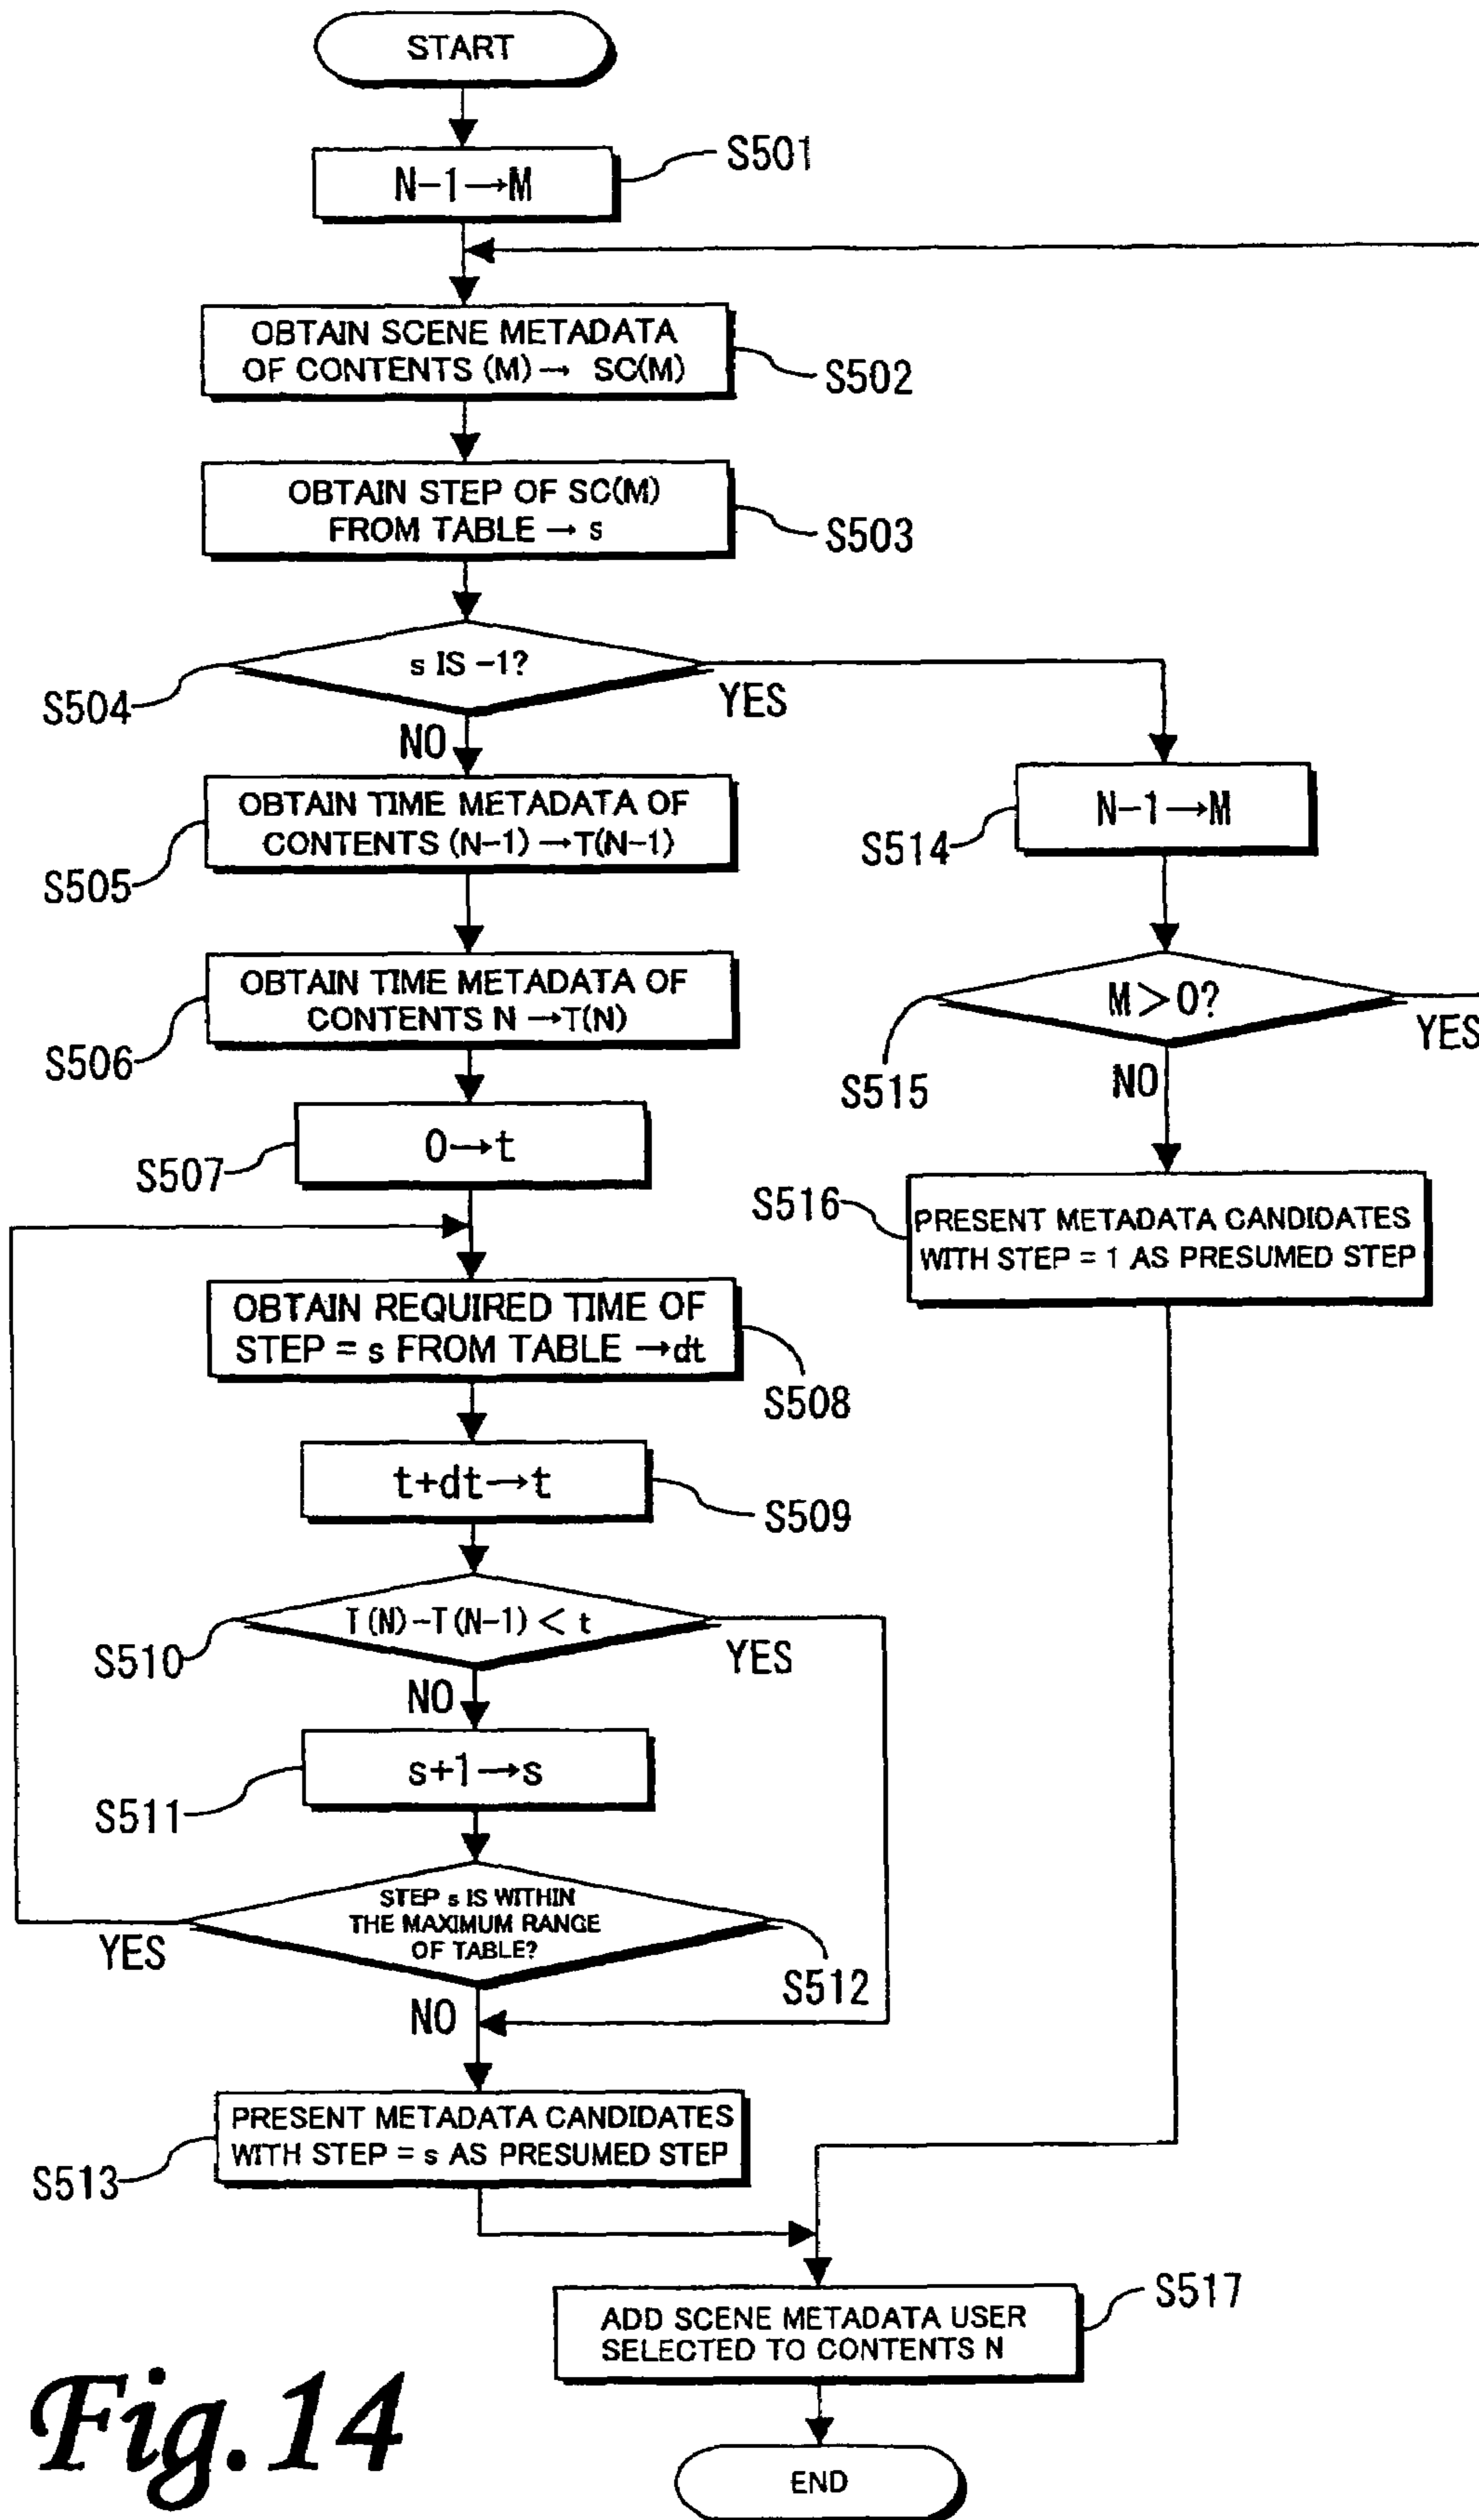 START
N-1→M
S501
OBTAIN SCENE METADATA
OF CONTENTS (M)→ SC(M)
S502
OBTAIN STEP OF SC(M)
FROM TABLE → s
S503
s IS -1?
S504
YES
NO
OBTAIN TIME METADATA OF
CONTENTS (N-1) →T(N-1)
S505
N-1→M
S514
OBTAIN TIME METADATA OF
CONTENTS N →T(N)
S506
M>0?
YES
S515
NO
0→t
S507
S516
PRESENT METADATA CANDIDATES
WITH STEP = 1 AS PRESUMED STEP
OBTAIN REQUIRED TIME OF
STEP = s FROM TABLE →dt
S508
t+dt→t
S509
T(N)-T(N-1) < t
S510
YES
NO
s+1→s
S511
STEP s IS WITHIN
THE MAXIMUM RANGE
OF TABLE?
YES
S512
NO
PRESENT METADATA CANDIDATES
WITH STEP = s AS PRESUMED STEP
S513
S517
ADD SCENE METADATA USER
SELECTED TO CONTENTS N
END
Fig.14